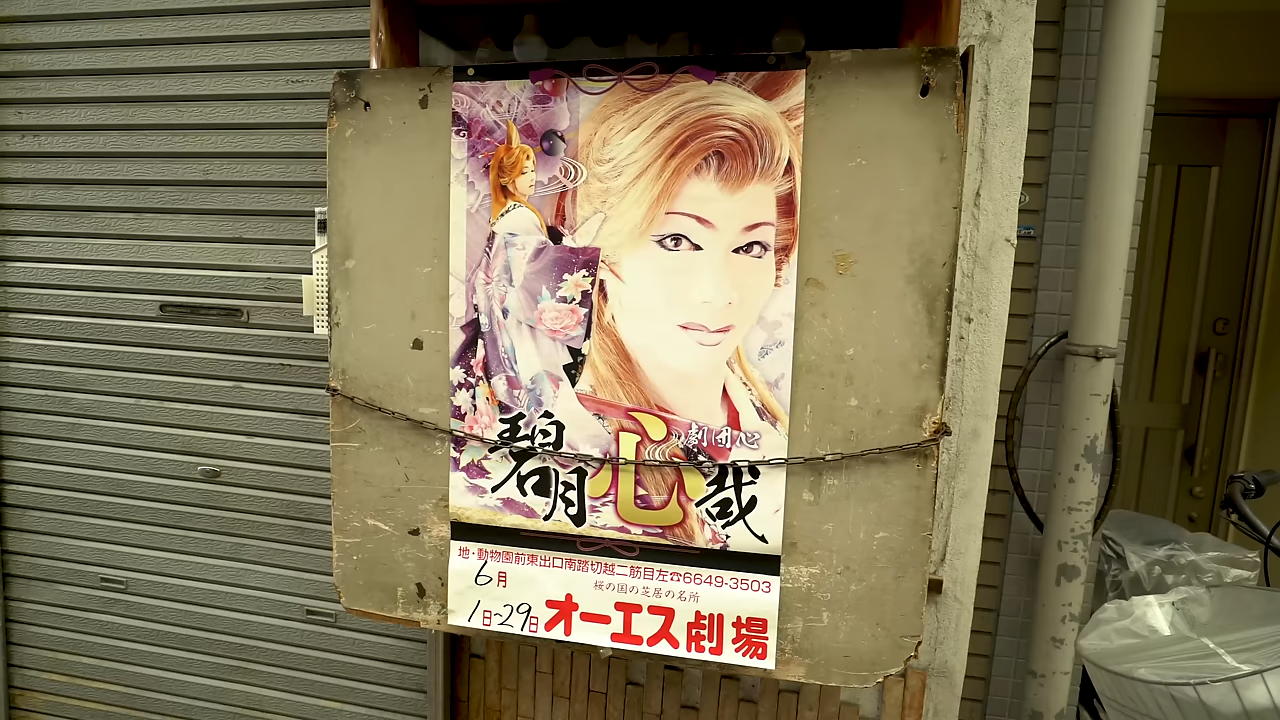 劇団心
碧月心哉
地・動物園前東出口南踏切越二筋目左☎6649-3503
6月
桜の国の芝居の名所
1日~29日 オーエス劇場